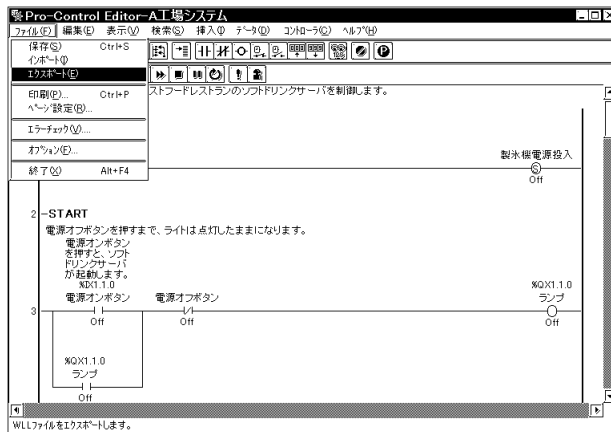 Pro-Control Editor-A工場システム
ファイル(F) 編集(E) 表示(V) 検索(S) 挿入(I) データ(D) コントローラ(C) ヘルプ(H)
保存(S) Ctrl+S
インポート(I)
エクスポート(E)
印刷(P)... Ctrl+P
ページ設定(R)...
エラーチェック(V)....
オプション(F)...
終了(X) Alt+F4
ストフードレストランのソフトドリンクサーバを制御します。
製氷機電源投入
S
Off
2 -START
電源オフボタンを押すまで、ライトは点灯したままになります。
電源オンボタン
を押すと、ソフト
ドリンクサーバ
が起動します。
%IX1.1.0 %QX1.1.0
電源オンボタン 電源オフボタン ランプ
3
Off Off Off
%QX1.1.0
ランプ
Off
WLLファイルをエクスポートします。